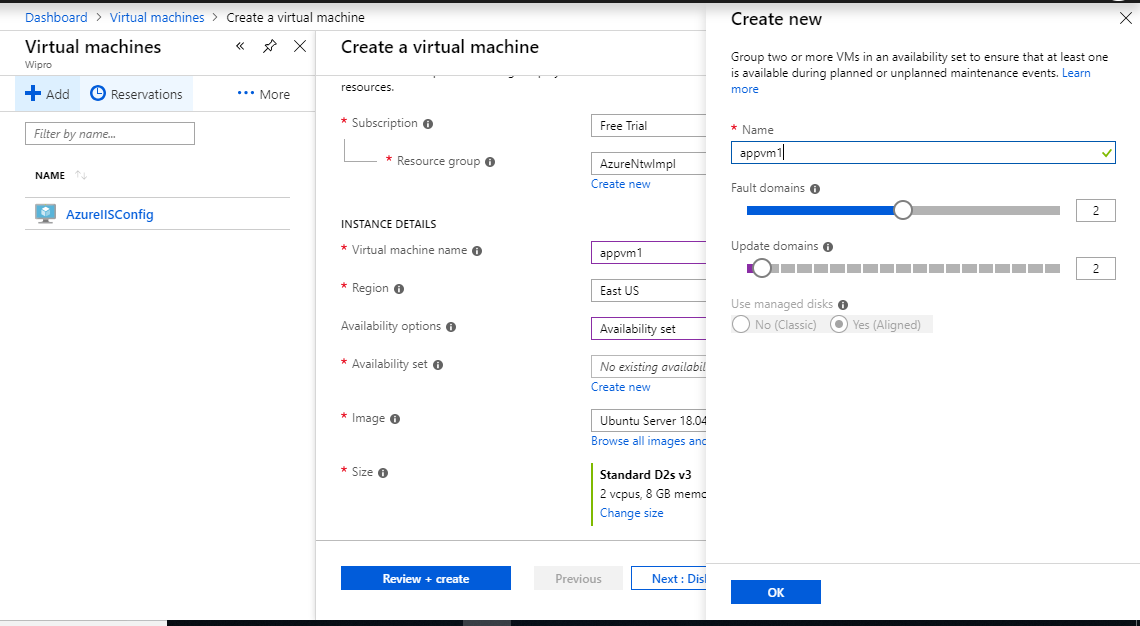 Dashboard > Virtual machines > Create a virtual machine
Virtual machines
Wipro
Add
Reservations
More
Filter by name...
NAME
AzureIISConfig
Create a virtual machine
resources.
* Subscription
Free Trial
* Resource group
AzureNtwImpl
Create new
INSTANCE DETAILS
* Virtual machine name
appvm1
* Region
East US
Availability options
Availability set
* Availability set
No existing availabil
Create new
* Image
Ubuntu Server 18.04
Browse all images and
* Size
Standard D2s v3
2 vcpus, 8 GB memo
Change size
Review + create
Previous
Next : Disk
Create new
Group two or more VMs in an availability set to ensure that at least one
is available during planned or unplanned maintenance events. Learn
more
* Name
appvm1
Fault domains
2
Update domains
2
Use managed disks
No (Classic)
Yes (Aligned)
OK